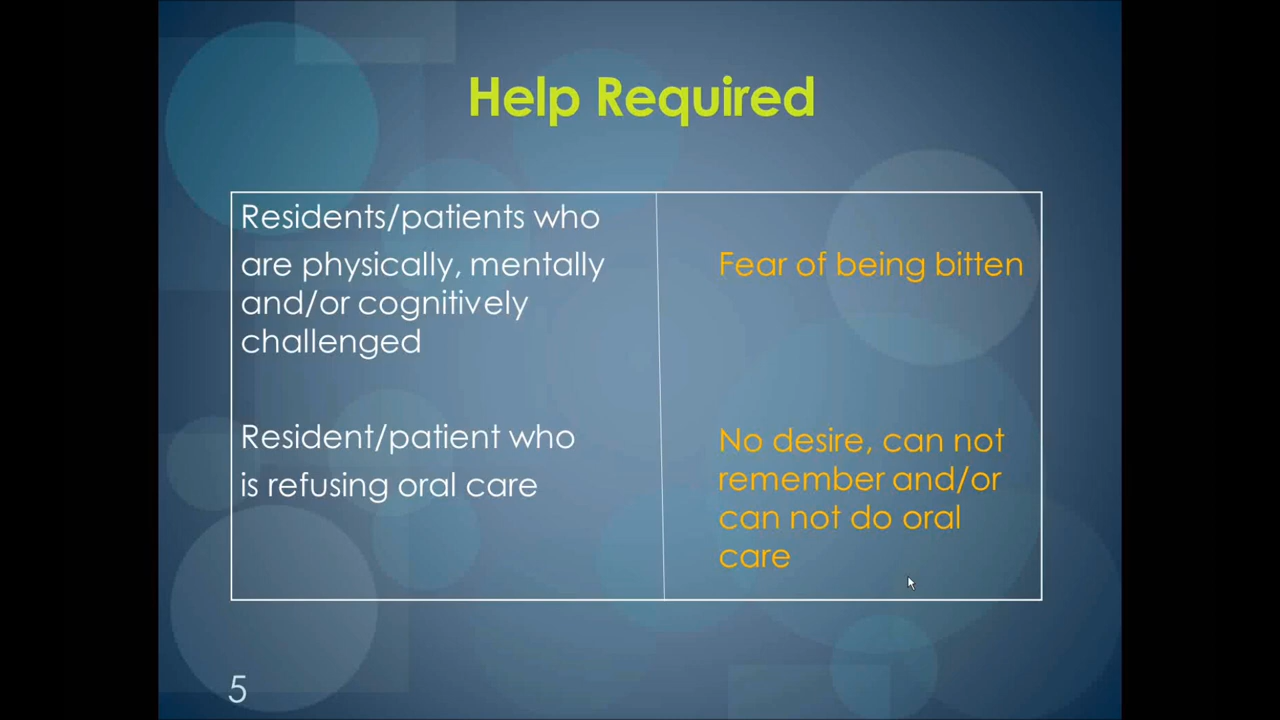 Help Required
Residents/patients who
are physically, mentally
and/or cognitively
challenged
Fear of being bitten
Resident/patient who
is refusing oral care
No desire, can not
remember and/or
can not do oral
care
5